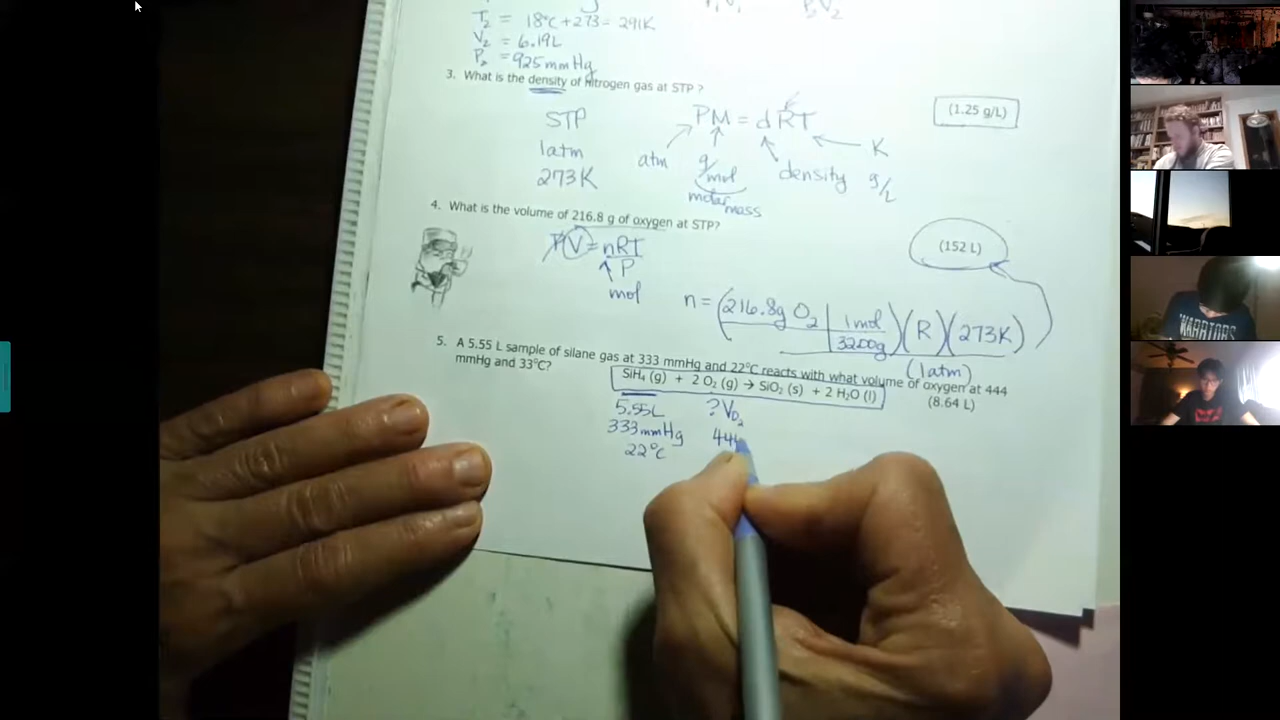 T₂ = 18°C + 273 = 291K
V₂ = 6.19L
P₂ = 925mmHg
3. What is the density of nitrogen gas at STP ?
(1.25 g/L)
STP
1atm
273K
PM = dRT
atm
g/mol
molar mass
density g/L
K
4. What is the volume of 216.8 g of oxygen at STP?
(152 L)
PV = nRT
P
mol
n = (216.8g O₂ | 1mol
32.00g)(R)(273K)
(1atm)
5. A 5.55 L sample of silane gas at 333 mmHg and 22°C reacts with what volume of oxygen at 444
mmHg and 33°C?
SiH₄ (g) + 2 O₂ (g) → SiO₂ (s) + 2 H₂O (l)
(8.64 L)
5.55L ?V O₂
333mmHg 444
22°C
WARRIORS